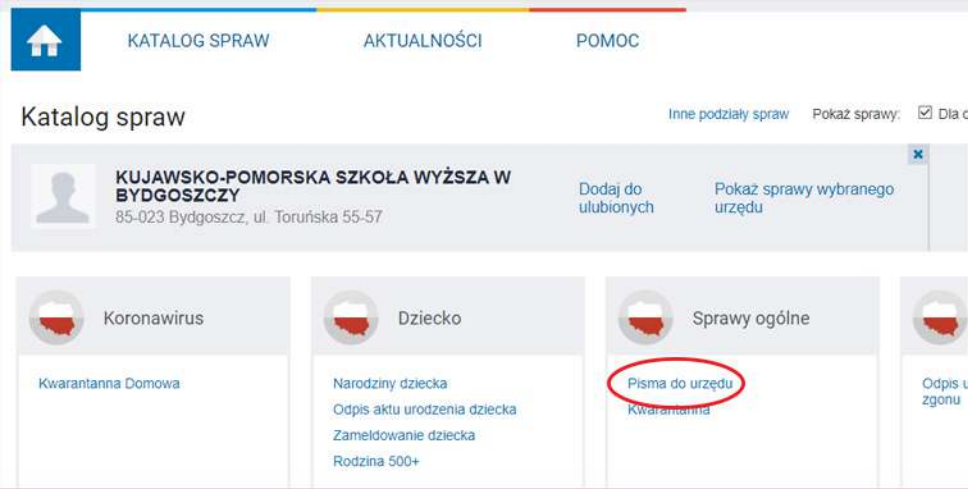 KATALOG SPRAW AKTUALNOŚCI POMOC
Katalog spraw Inne podziały spraw Pokaż sprawy: Dla
KUJAWSKO-POMORSKA SZKOŁA WYŻSZA W
BYDGOSZCZY
85-023 Bydgoszcz, ul. Toruńska 55-57
Dodaj do
ulubionych
Pokaż sprawy wybranego
urzędu
Koronawirus
Kwarantanna Domowa
Dziecko
Narodziny dziecka
Odpis aktu urodzenia dziecka
Zameldowanie dziecka
Rodzina 500+
Sprawy ogólne
Pisma do urzędu
Kwarantanna
Odpis
zgonu